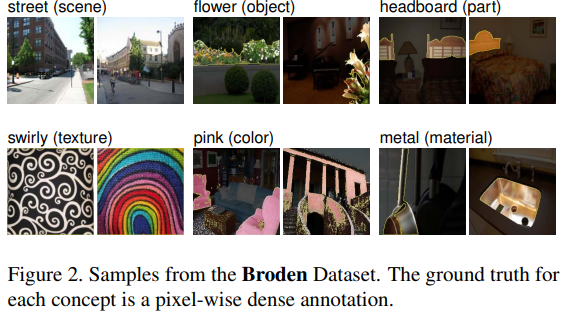 street (scene) flower (object) headboard (part)
swirly (texture) pink (color) metal (material)
Figure 2. Samples from the Broden Dataset. The ground truth for
each concept is a pixel-wise dense annotation.